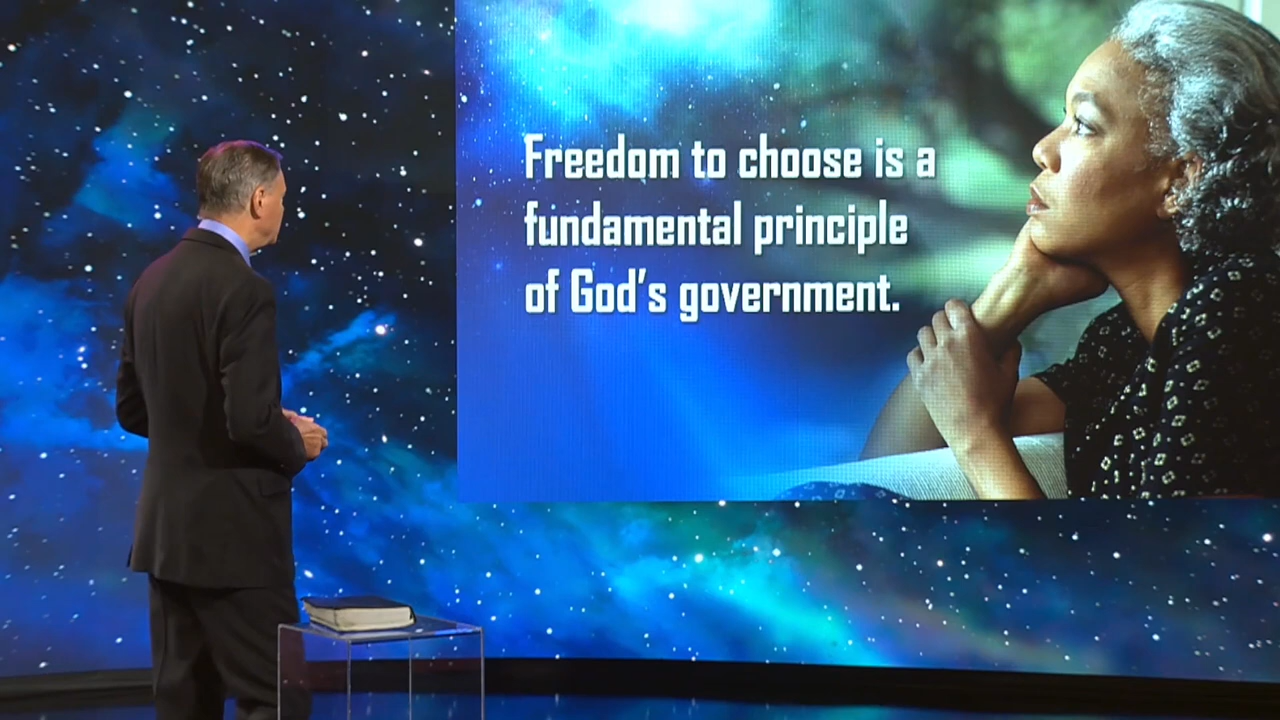 Freedom to choose is a
fundamental principle
of God's government.